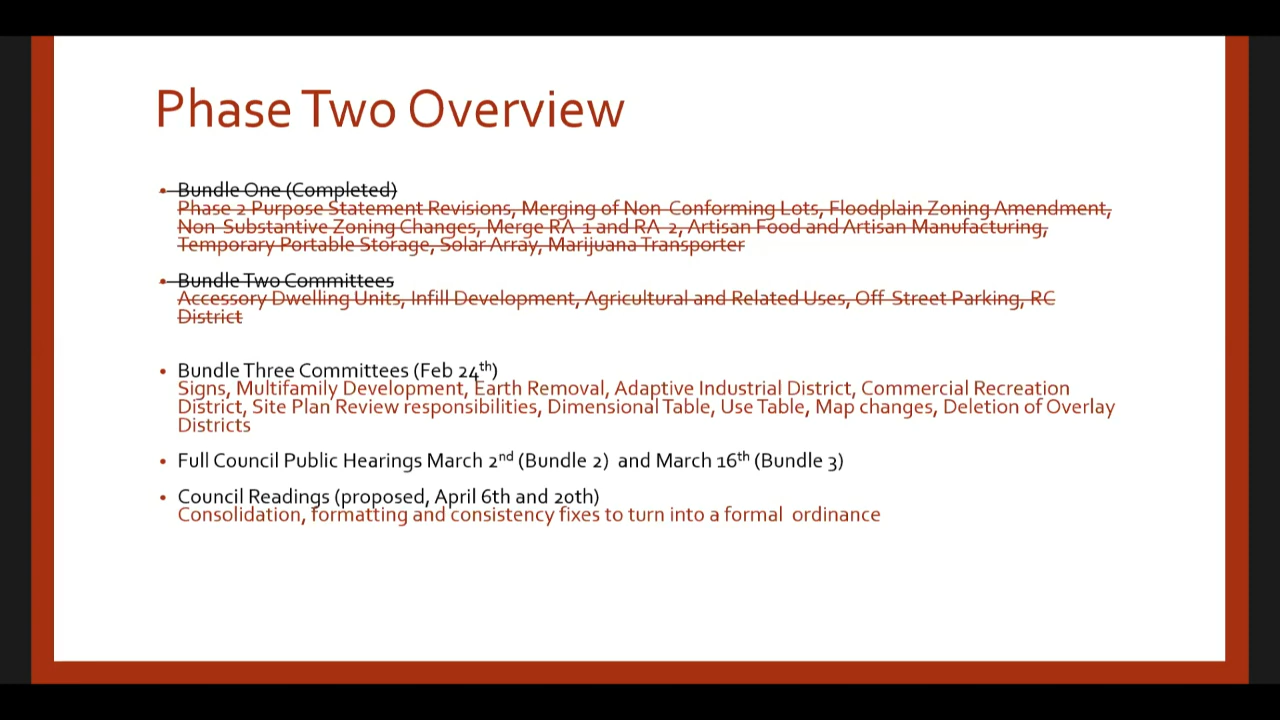 Phase Two Overview
• Bundle One (Completed)
Phase 2 Purpose Statement Revisions, Merging of Non-Conforming Lots, Floodplain Zoning Amendment,
Non-Substantive Zoning Changes, Merge RA-1 and RA-2, Artisan Food and Artisan Manufacturing,
Temporary Portable Storage, Solar Array, Marijuana Transporter
• Bundle Two Committees
Accessory Dwelling Units, Infill Development, Agricultural and Related Uses, Off-Street Parking, RC
District
• Bundle Three Committees (Feb 24th)
Signs, Multifamily Development, Earth Removal, Adaptive Industrial District, Commercial Recreation
District, Site Plan Review responsibilities, Dimensional Table, Use Table, Map changes, Deletion of Overlay
Districts
• Full Council Public Hearings March 2nd (Bundle 2) and March 16th (Bundle 3)
• Council Readings (proposed, April 6th and 20th)
Consolidation, formatting and consistency fixes to turn into a formal ordinance